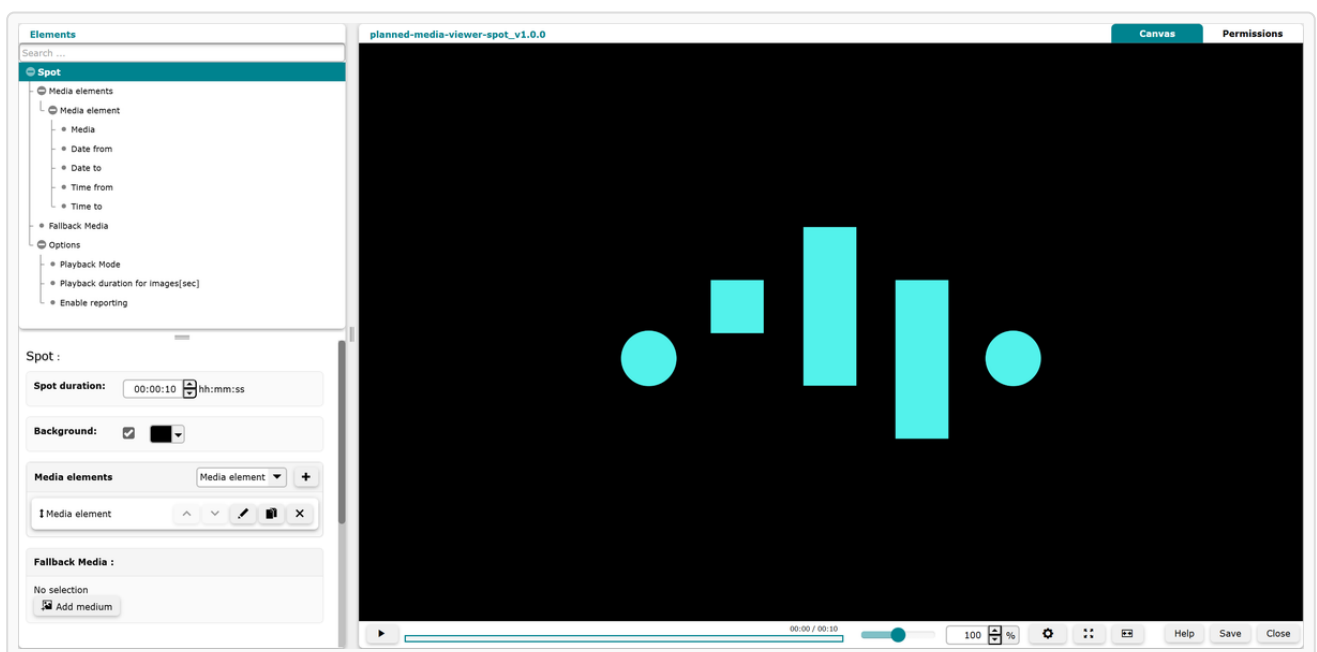 Elements
Search ...
Spot
Media elements
Media element
Media
Date from
Date to
Time from
Time to
Fallback Media
Options
Playback Mode
Playback duration for images[sec]
Enable reporting
Spot :
Spot duration: 00:00:10 hh:mm:ss
Background:
Media elements Media element +
Media element
Fallback Media :
No selection
Add medium
planned-media-viewer-spot_v1.0.0 Canvas Permissions
00:00 / 00:10
100 % Help Save Close